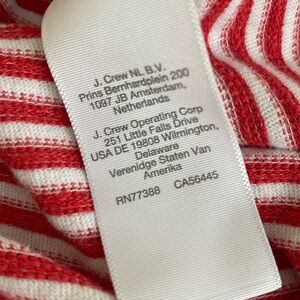 J. Crew NL B.V.
Prins Bernhardplein 200
1097 JB Amsterdam,
Netherlands
J. Crew Operating Corp
251 Little Falls Drive
USA DE 19808 Wilmington,
Delaware
Verenidge Staten Van
Amerika
RN77388 CA56445